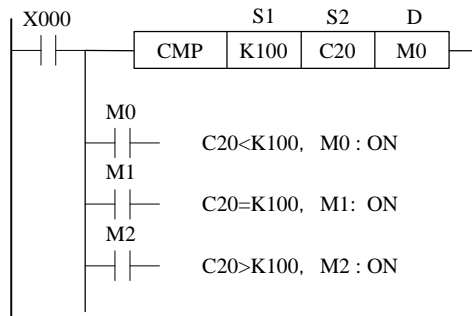 S1 S2 D
X000
CMP K100 C20 M0
M0
C20<K100, M0 : ON
M1
C20=K100, M1: ON
M2
C20>K100, M2 : ON